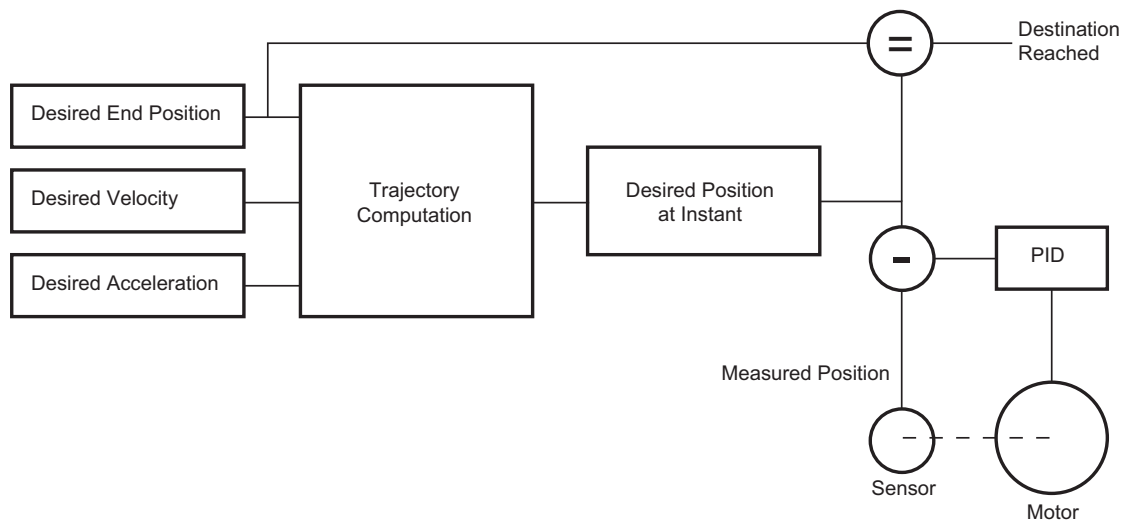 Destination
Reached
=
Desired End Position
Desired Velocity
Desired Acceleration
Trajectory
Computation
Desired Position
at Instant
-
PID
Measured Position
Sensor
Motor